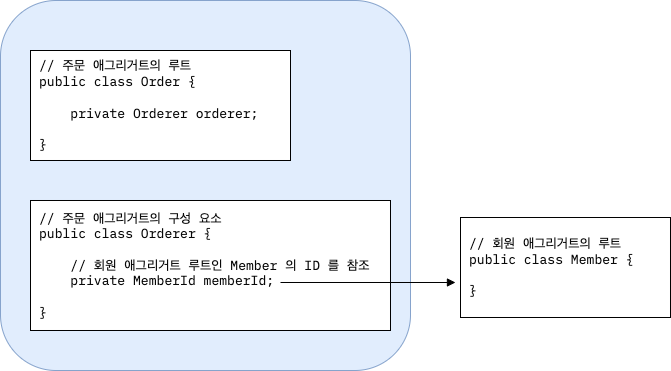 // 주문 애그리거트의 루트
public class Order {
private Orderer orderer;
}
// 주문 애그리거트의 구성 요소
public class Orderer {
// 회원 애그리거트 루트인 Member 의 ID 를 참조
private MemberId memberId;
}
// 회원 애그리거트의 루트
public class Member {
}